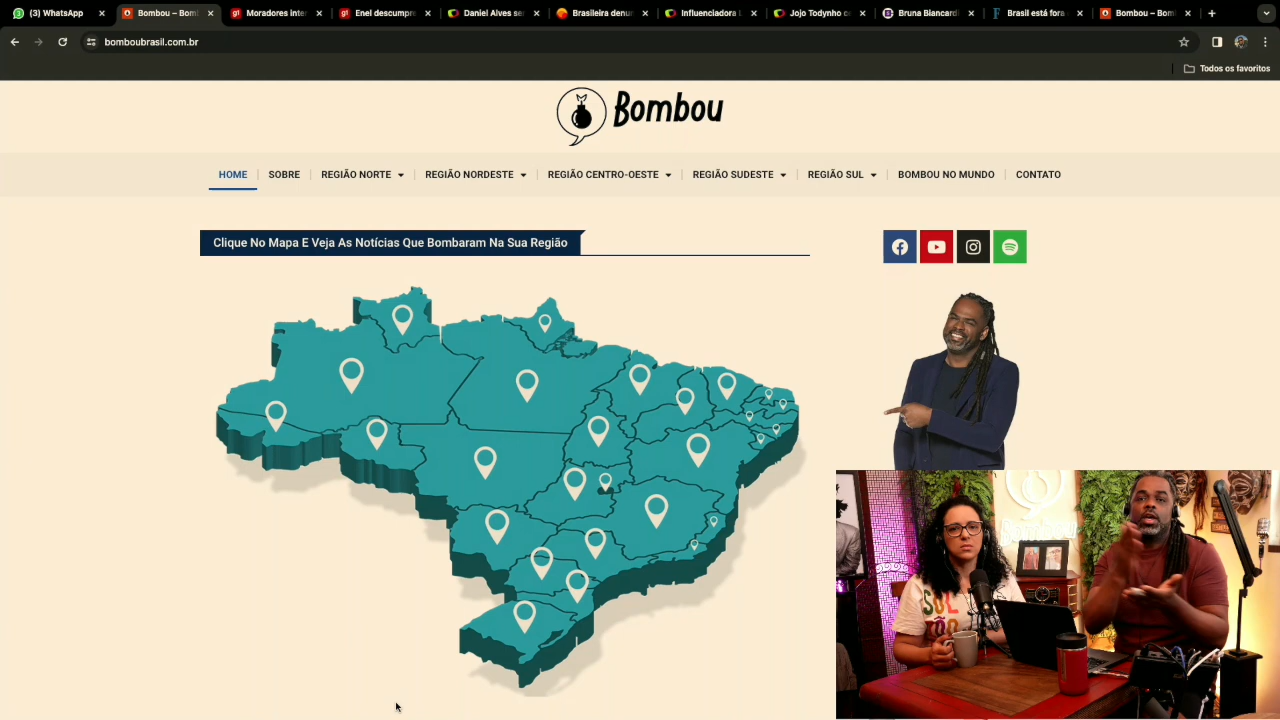 (3) WhatsApp
Bombou – Bom
Moradores inte
Enel descumpre
Daniel Alves se
Brasileira denu
Influenciadora
Jojo Todynho c
Bruna Biancard
Brasil está fora
Bombou – Bom
bomboubrasil.com.br
Todos os favoritos
Bombou
HOME
SOBRE
REGIÃO NORTE
REGIÃO NORDESTE
REGIÃO CENTRO-OESTE
REGIÃO SUDESTE
REGIÃO SUL
BOMBOU NO MUNDO
CONTATO
Clique No Mapa E Veja As Notícias Que Bombaram Na Sua Região
Bombou
SOL